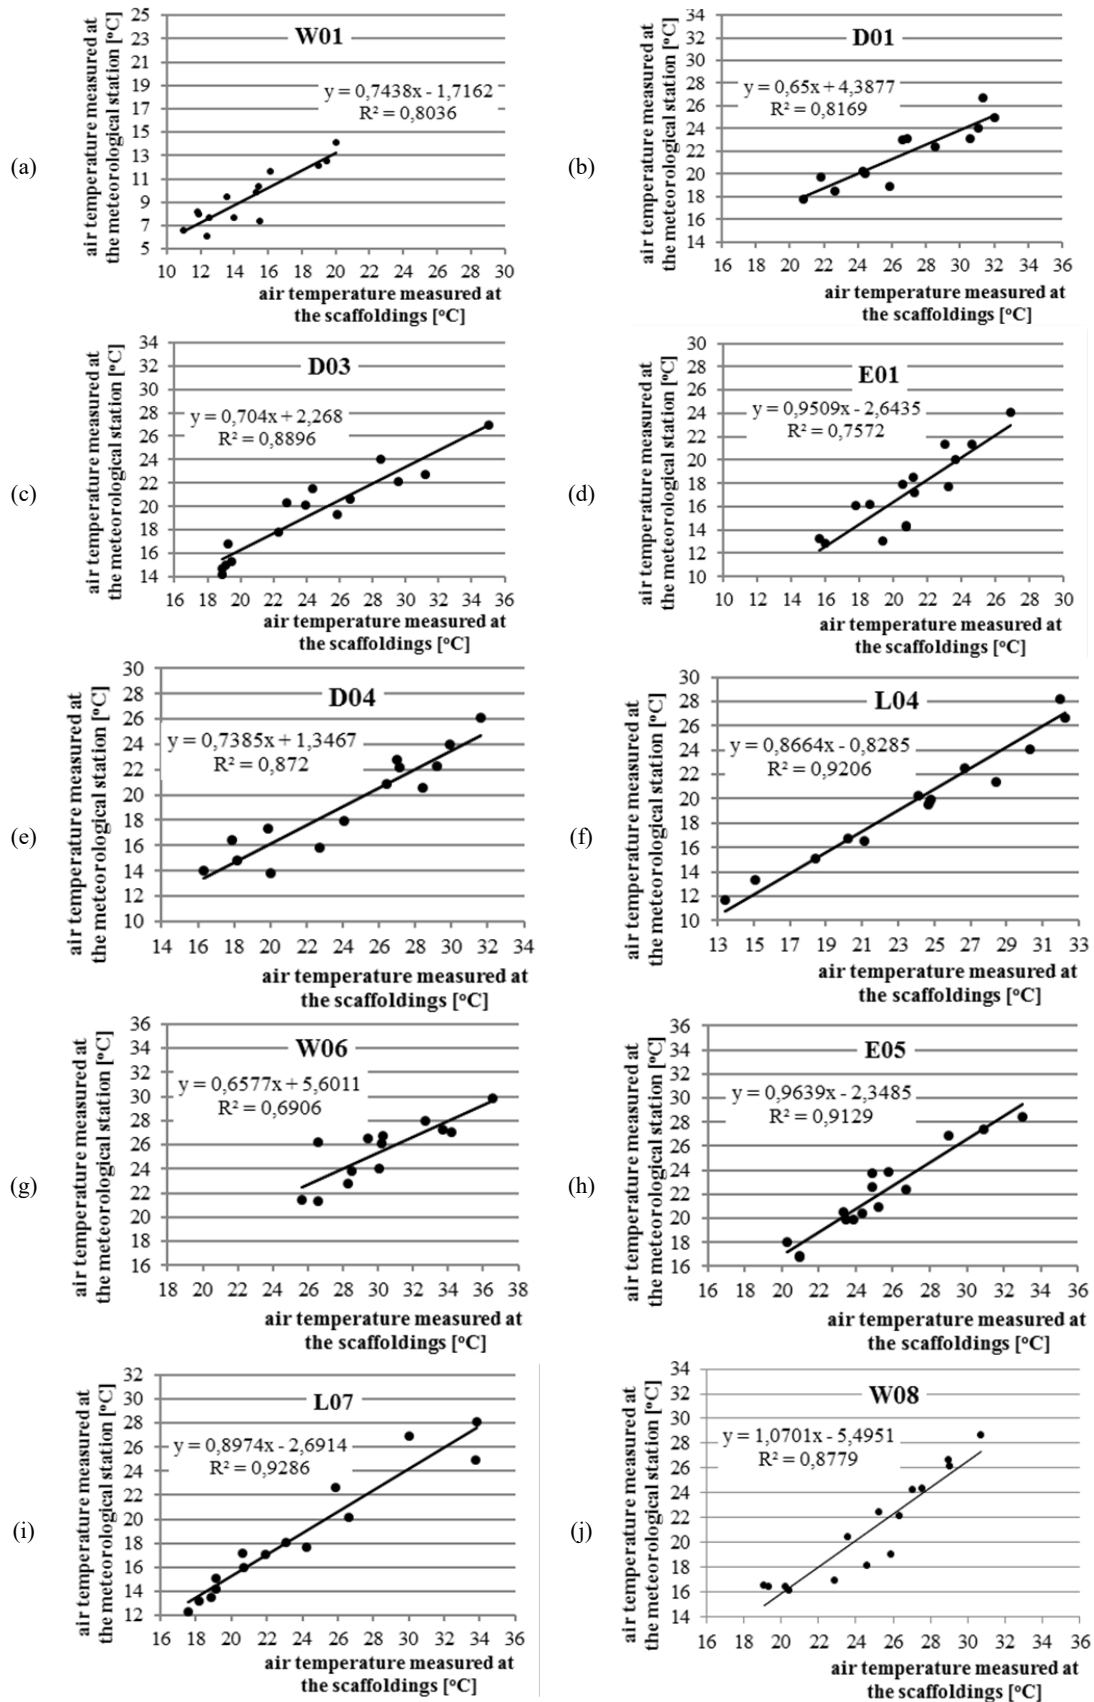 (a)
air temperature measured at
the meteorological station [°C]
25
23
21
19
17
15
13
11
9
7
5
W01
y = 0,7438x - 1,7162
R² = 0,8036
10 12 14 16 18 20 22 24 26 28 30
air temperature measured at
the scaffoldings [°C]
(b)
air temperature measured at
the meteorological station [°C]
34
32
30
28
26
24
22
20
18
16
14
D01
y = 0,65x + 4,3877
R² = 0,8169
16 18 20 22 24 26 28 30 32 34 36
air temperature measured at
the scaffoldings [°C]
(c)
air temperature measured at
the meteorological station [°C]
34
32
30
28
26
24
22
20
18
16
14
D03
y = 0,704x + 2,268
R² = 0,8896
16 18 20 22 24 26 28 30 32 34 36
air temperature measured at
the scaffoldings [°C]
(d)
air temperature measured at
the meteorological station [°C]
30
28
26
24
22
20
18
16
14
12
10
E01
y = 0,9509x - 2,6435
R² = 0,7572
10 12 14 16 18 20 22 24 26 28 30
air temperature measured at
the scaffoldings [°C]
(e)
air temperature measured at
the meteorological station [°C]
30
28
26
24
22
20
18
16
14
12
10
D04
y = 0,7385x + 1,3467
R² = 0,872
14 16 18 20 22 24 26 28 30 32 34
air temperature measured at
the scaffoldings [°C]
(f)
air temperature measured at
the meteorological station [°C]
30
28
26
24
22
20
18
16
14
12
10
L04
y = 0,8664x - 0,8285
R² = 0,9206
13 15 17 19 21 23 25 27 29 31 33
air temperature measured at
the scaffoldings [°C]
(g)
air temperature measured at
the meteorological station [°C]
36
34
32
30
28
26
24
22
20
18
16
W06
y = 0,6577x + 5,6011
R² = 0,6906
18 20 22 24 26 28 30 32 34 36 38
air temperature measured at
the scaffoldings [°C]
(h)
air temperature measured at
the meteorological station [°C]
36
34
32
30
28
26
24
22
20
18
16
E05
y = 0,9639x - 2,3485
R² = 0,9129
16 18 20 22 24 26 28 30 32 34 36
air temperature measured at
the scaffoldings [°C]
(i)
air temperature measured at
the meteorological station [°C]
32
30
28
26
24
22
20
18
16
14
12
L07
y = 0,8974x - 2,6914
R² = 0,9286
16 18 20 22 24 26 28 30 32 34 36
air temperature measured at
the scaffoldings [°C]
(j)
air temperature measured at
the meteorological station [°C]
34
32
30
28
26
24
22
20
18
16
14
W08
y = 1,0701x - 5,4951
R² = 0,8779
16 18 20 22 24 26 28 30 32 34 36
air temperature measured at
the scaffoldings [°C]